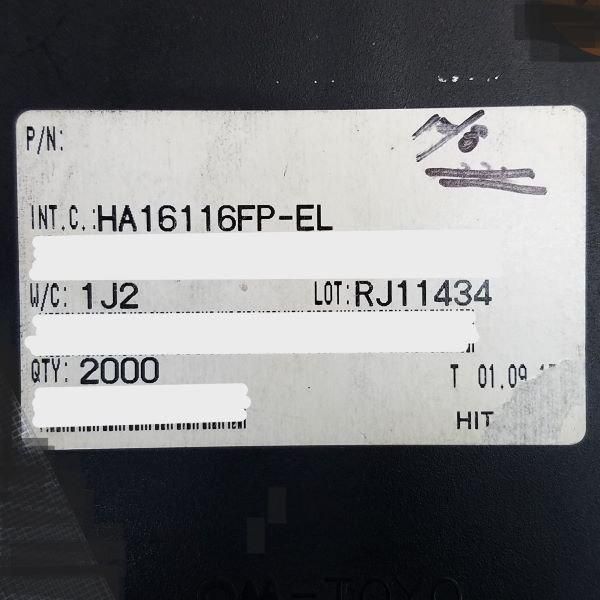 P/N:
INT.C.:HA16116FP-EL
W/C: 1J2 LOT:RJ11434
QTY: 2000 T 01.09
HIT